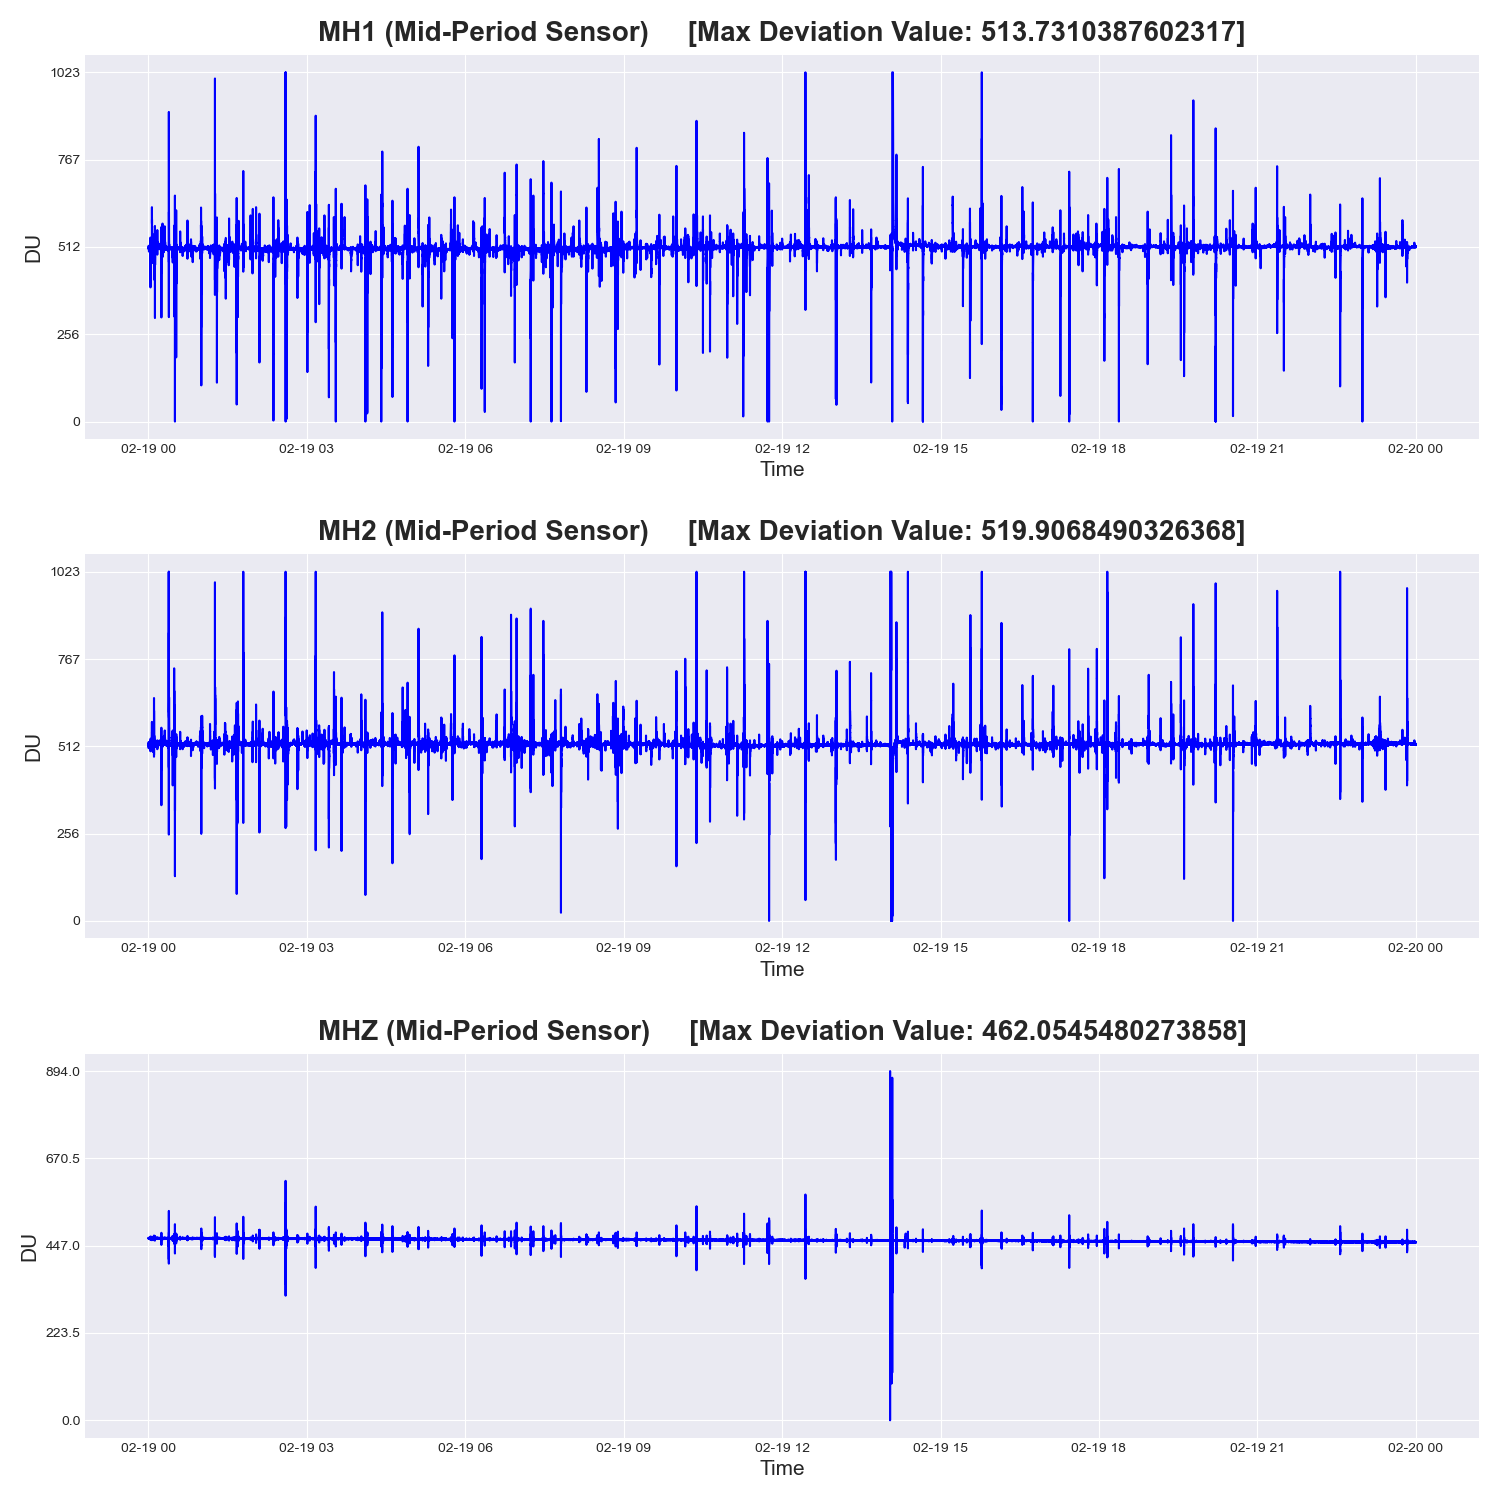 MH1 (Mid-Period Sensor) [Max Deviation Value: 513.7310387602317]
1023
767
512
256
0
DU
02-19 00 02-19 03 02-19 06 02-19 09 02-19 12 02-19 15 02-19 18 02-19 21 02-20 00
Time
MH2 (Mid-Period Sensor) [Max Deviation Value: 519.9068490326368]
1023
767
512
256
0
DU
02-19 00 02-19 03 02-19 06 02-19 09 02-19 12 02-19 15 02-19 18 02-19 21 02-20 00
Time
MHZ (Mid-Period Sensor) [Max Deviation Value: 462.0545480273858]
894.0
670.5
447.0
223.5
0.0
DU
02-19 00 02-19 03 02-19 06 02-19 09 02-19 12 02-19 15 02-19 18 02-19 21 02-20 00
Time